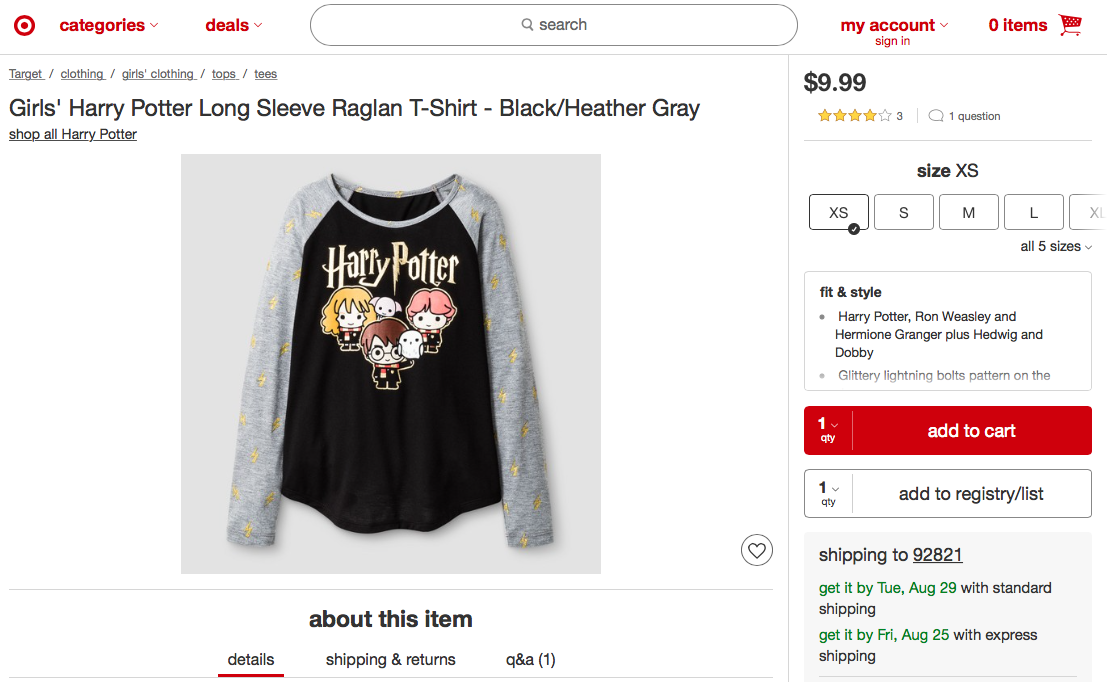 categories
deals
search
my account
sign in
0 items
Target / clothing / girls' clothing / tops / tees
Girls' Harry Potter Long Sleeve Raglan T-Shirt - Black/Heather Gray
shop all Harry Potter
Harry Potter
about this item
details
shipping & returns
q&a (1)
$9.99
3
1 question
size XS
XS
S
M
L
XL
all 5 sizes
fit & style
Harry Potter, Ron Weasley and
Hermione Granger plus Hedwig and
Dobby
Glittery lightning bolts pattern on the
1
qty
add to cart
1
qty
add to registry/list
shipping to 92821
get it by Tue, Aug 29 with standard
shipping
get it by Fri, Aug 25 with express
shipping